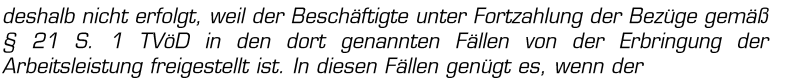 deshalb nicht erfolgt, weil der Beschäftigte unter Fortzahlung der Bezüge gemäß
§ 21 S. 1 TVöD in den dort genannten Fällen von der Erbringung der
Arbeitsleistung freigestellt ist. In diesen Fällen genügt es, wenn der